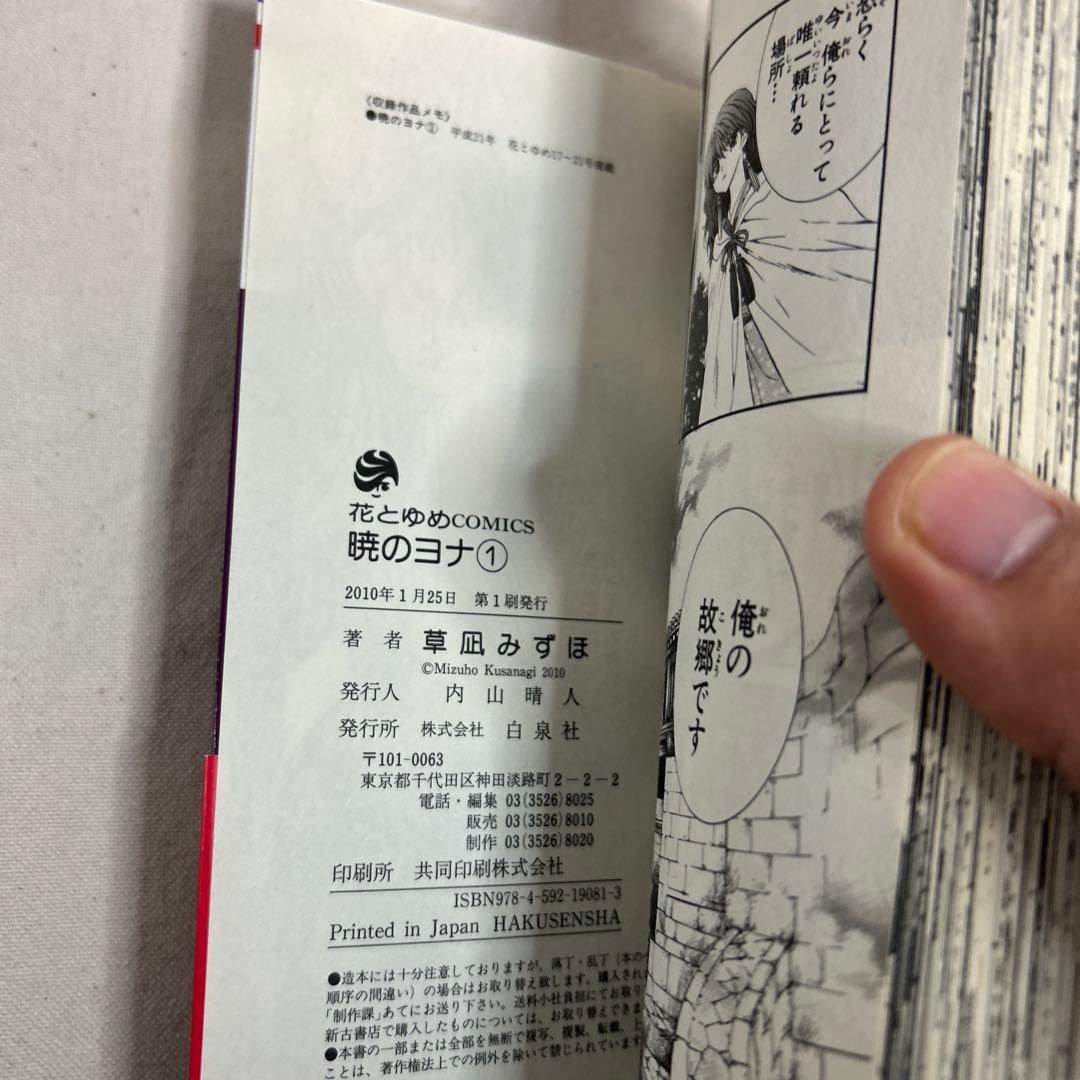 恐らく
今 俺らにとって
唯一頼れる
場所…
俺の
故郷です
《収録作品メモ》
●暁のヨナ① 平成21年 花とゆめ17〜21号掲載
花とゆめCOMICS
暁のヨナ①
2010年1月25日 第1刷発行
著者 草凪みずほ
©Mizuho Kusanagi 2010
発行人 内山晴人
発行所 株式会社 白泉社
〒101-0063
東京都千代田区神田淡路町2-2-2
電話・編集 03(3526)8025
販売 03(3526)8010
制作 03(3526)8020
印刷所 共同印刷株式会社
ISBN978-4-592-19081-3
Printed in Japan HAKUSENSHA
●造本には十分注意しておりますが、落丁・乱丁(本の
順序の間違い)の場合はお取り替え致します。購入され
「制作課」あてにお送り下さい。送料小社負担にてお取り
新古書店で購入したものについては、お取り替えできま
●本書の一部または全部を無断で複写、複製、転載、上
ことは、著作権法上での例外を除いて禁じられています